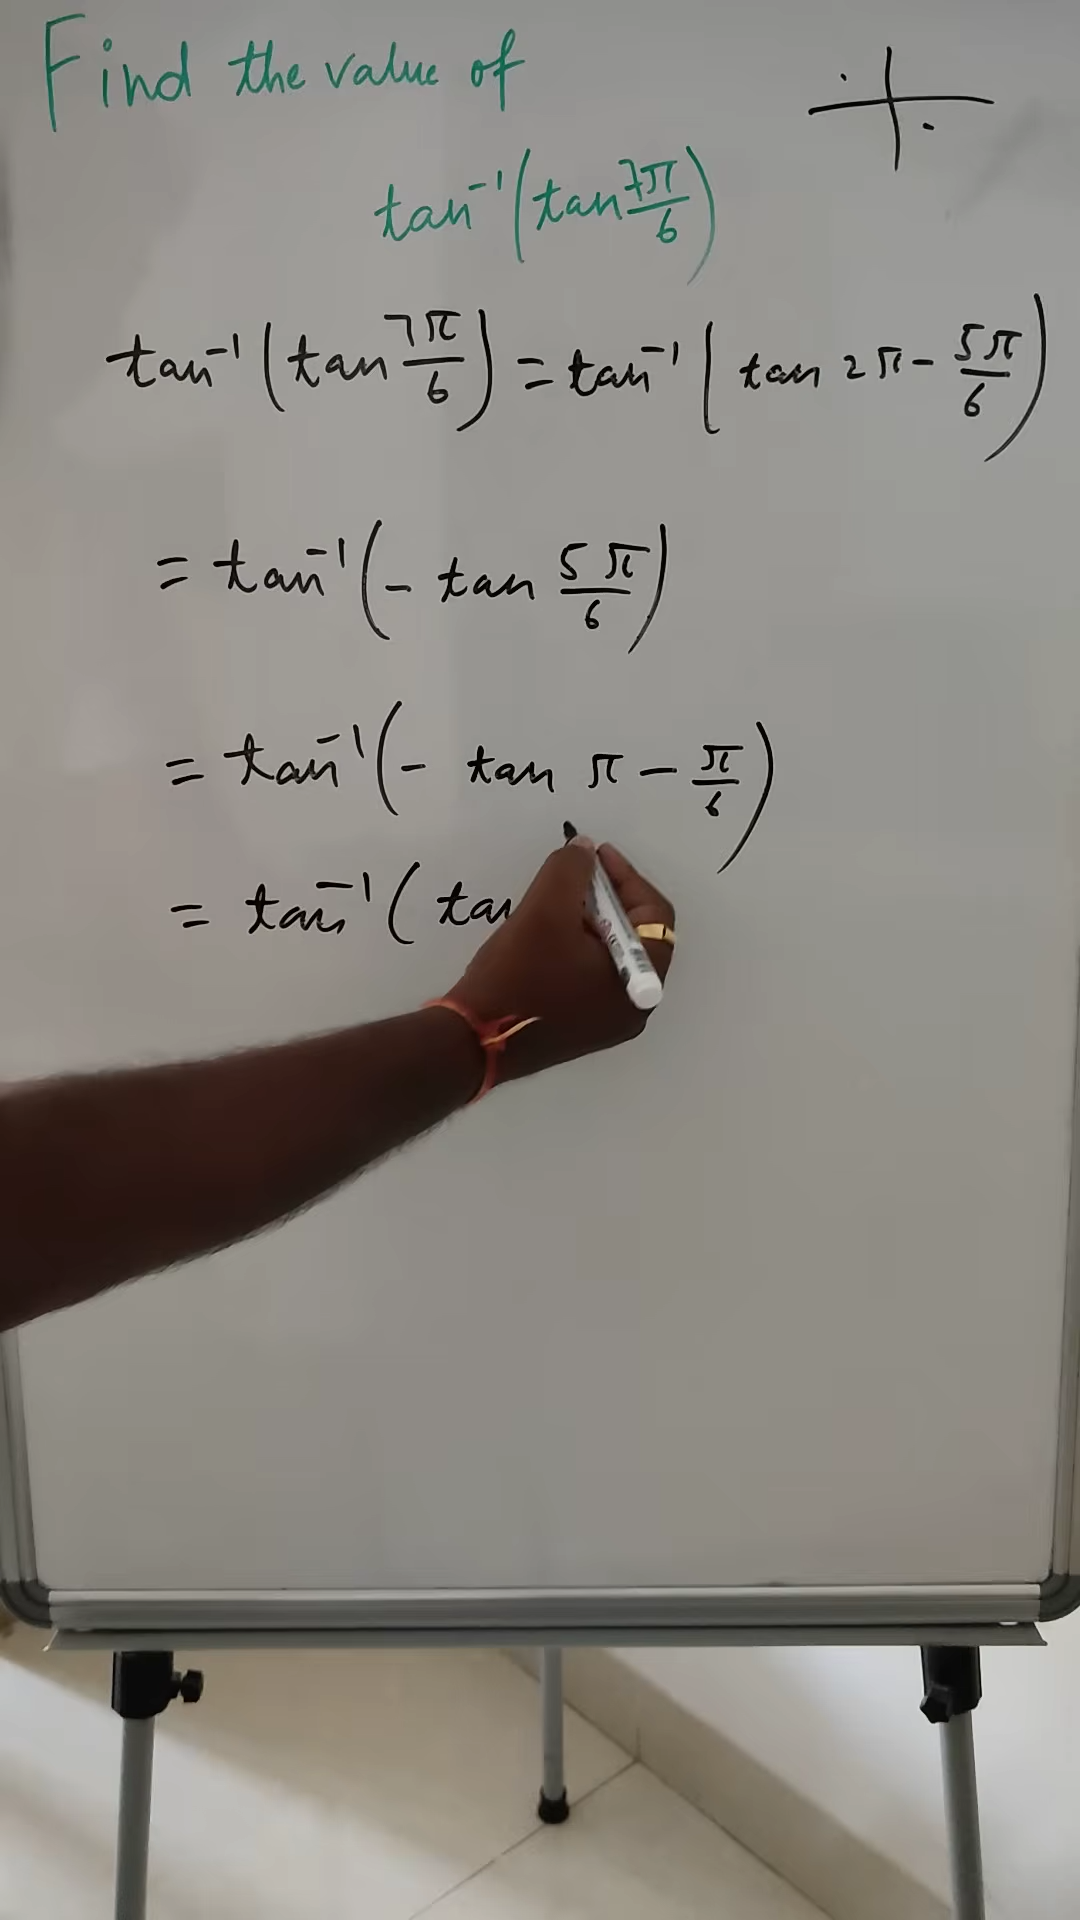 Find the value of
tan⁻¹(tan 7π/6)
tan⁻¹(tan 7π/6) = tan⁻¹(tan 2π - 5π/6)
= tan⁻¹(- tan 5π/6)
= tan⁻¹(- tan π - π/6)
= tan⁻¹( tan